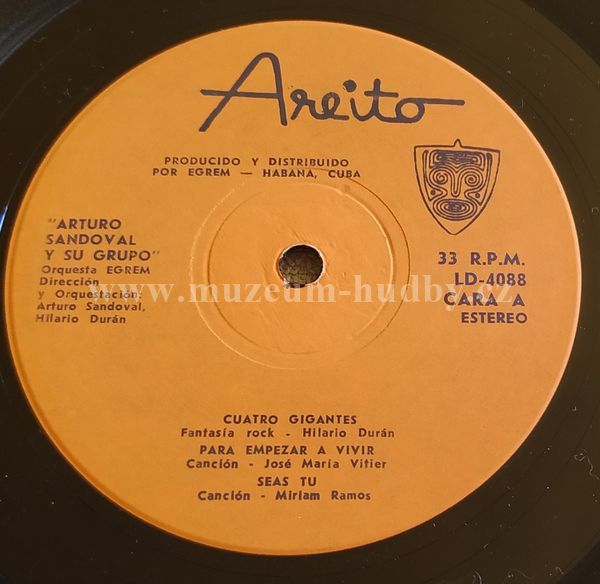 Areito
PRODUCIDO Y DISTRIBUIDO
POR EGREM — HABANA, CUBA
"ARTURO
SANDOVAL
Y SU GRUPO"
Orquesta EGREM
Dirección
y Orquestación:
Arturo Sandoval,
Hilario Durán
33 R.P.M.
LD-4088
CARA A
ESTEREO
www.muzeum-hudby.cz
CUATRO GIGANTES
Fantasía rock - Hilario Durán
PARA EMPEZAR A VIVIR
Canción - José María Vitier
SEAS TU
Canción - Miriam Ramos